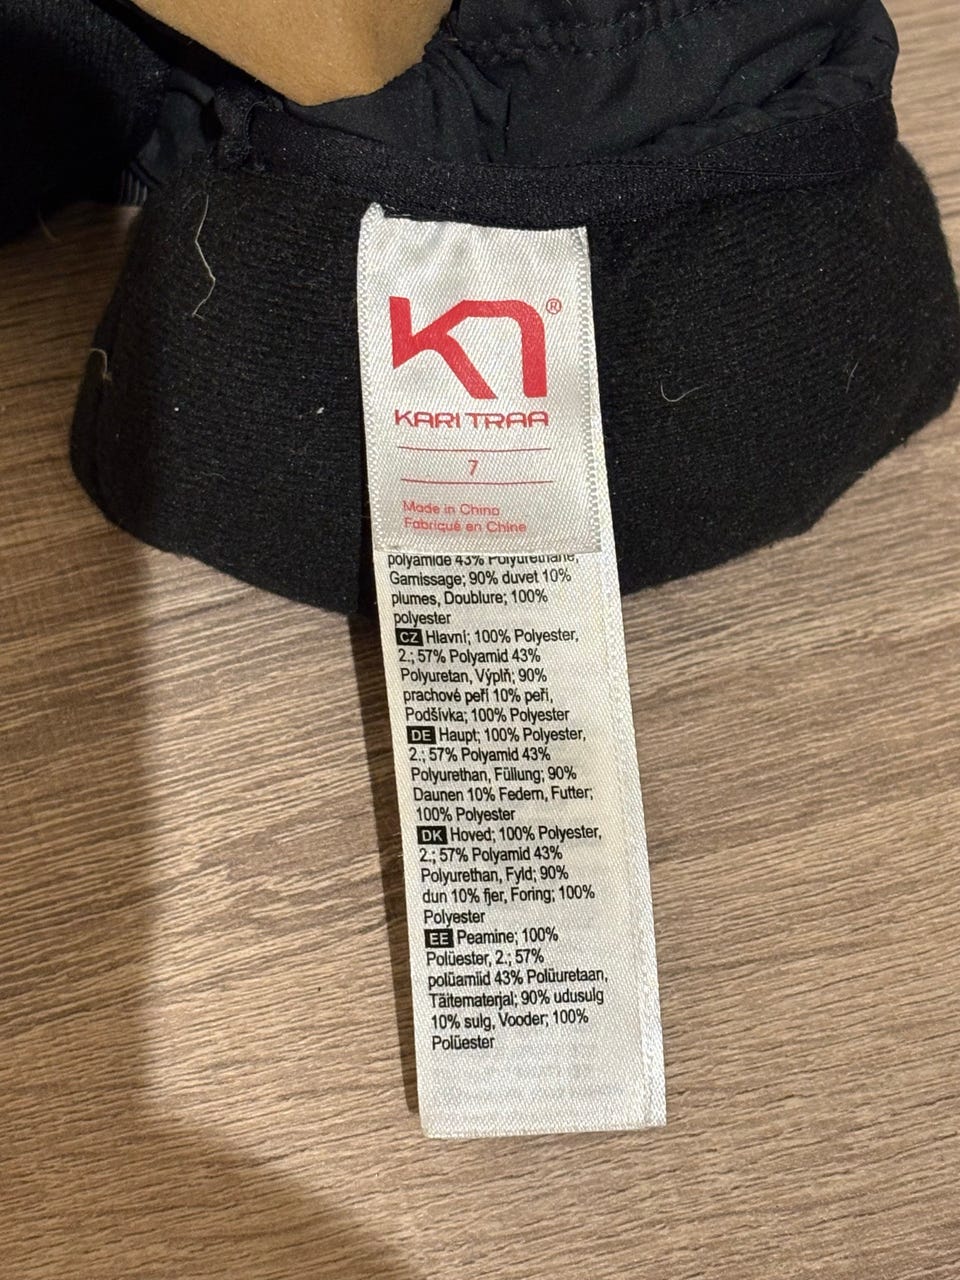 K7®
KARI TRAA
7
Made in China
Fabriqué en Chine
polyamide 43% Polyuréthane,
Garnissage; 90% duvet 10%
plumes, Doublure; 100%
polyester
CZ Hlavní; 100% Polyester,
2.; 57% Polyamid 43%
Polyuretan, Výplň; 90%
prachové peří 10% peří,
Podšívka; 100% Polyester
DE Haupt; 100% Polyester,
2.; 57% Polyamid 43%
Polyurethan, Füllung; 90%
Daunen 10% Federn, Futter;
100% Polyester
DK Hoved; 100% Polyester,
2.; 57% Polyamid 43%
Polyurethan, Fyld; 90%
dun 10% fjer, Foring; 100%
Polyester
EE Peamine; 100%
Polüester, 2.; 57%
polüamiid 43% Polüuretaan,
Täitematerjal; 90% udusulg
10% sulg, Vooder; 100%
Polüester